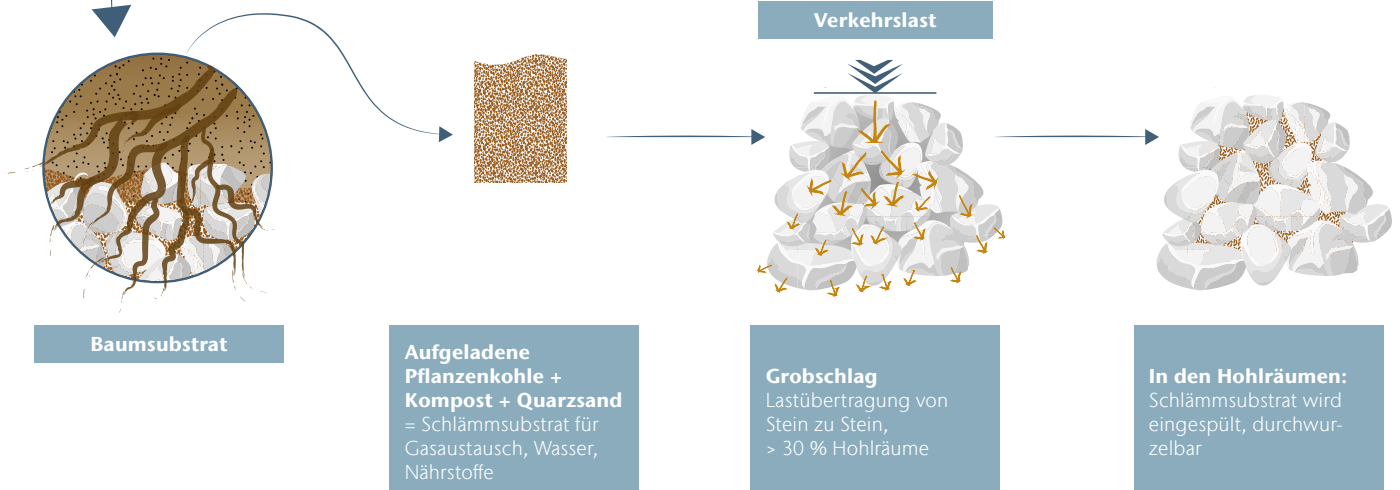 Verkehrslast
Baumsubstrat
Aufgeladene
Pflanzenkohle +
Kompost + Quarzsand
= Schlämmsubstrat für
Gasaustausch, Wasser,
Nährstoffe
Grobschlag
Lastübertragung von
Stein zu Stein,
> 30 % Hohlräume
In den Hohlräumen:
Schlämmsubstrat wird
eingespült, durchwur-
zelbar